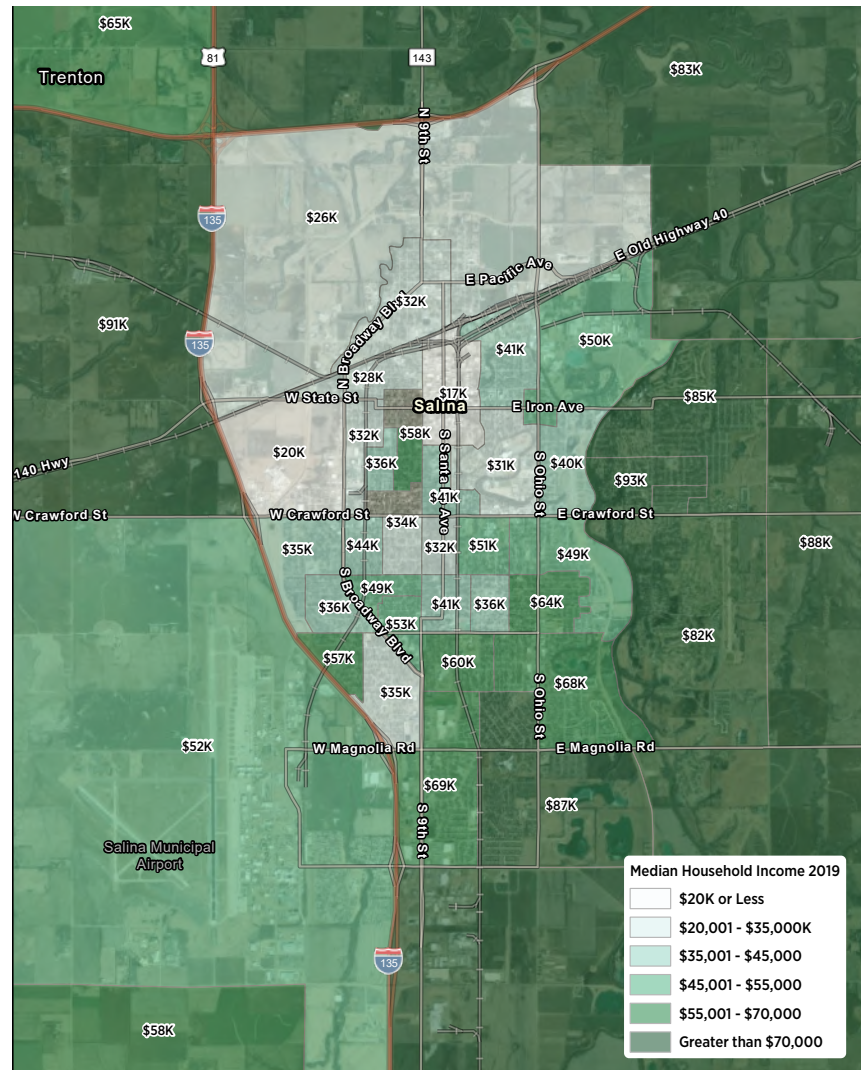 $65K
81
143
$83K
Trenton
N 9th St
135
$26K
E Old Highway 40
E Pacific Ave
$32K
N Broadway Blvd
$91K
135
$50K
$41K
$28K
W State St
$17K
Salina
E Iron Ave
$85K
$32K
$58K
$20K
$36K
S Santa
Ave
$31K
S Ohio St
$40K
140 Hwy
$93K
$41K
W Crawford St
W Crawford St
E Crawford St
$34K
$35K
$44K
$32K
$51K
$49K
$88K
$49K
S Broadway Blvd
$36K
$41K
$36K
$64K
$53K
$82K
$57K
$60K
$68K
$35K
S Ohio St
$52K
W Magnolia Rd
E Magnolia Rd
$69K
$87K
S 9th St
Salina Municipal
Airport
Median Household Income 2019
$20K or Less
$20,001 - $35,000K
$35,001 - $45,000
$45,001 - $55,000
$55,001 - $70,000
Greater than $70,000
135
$58K